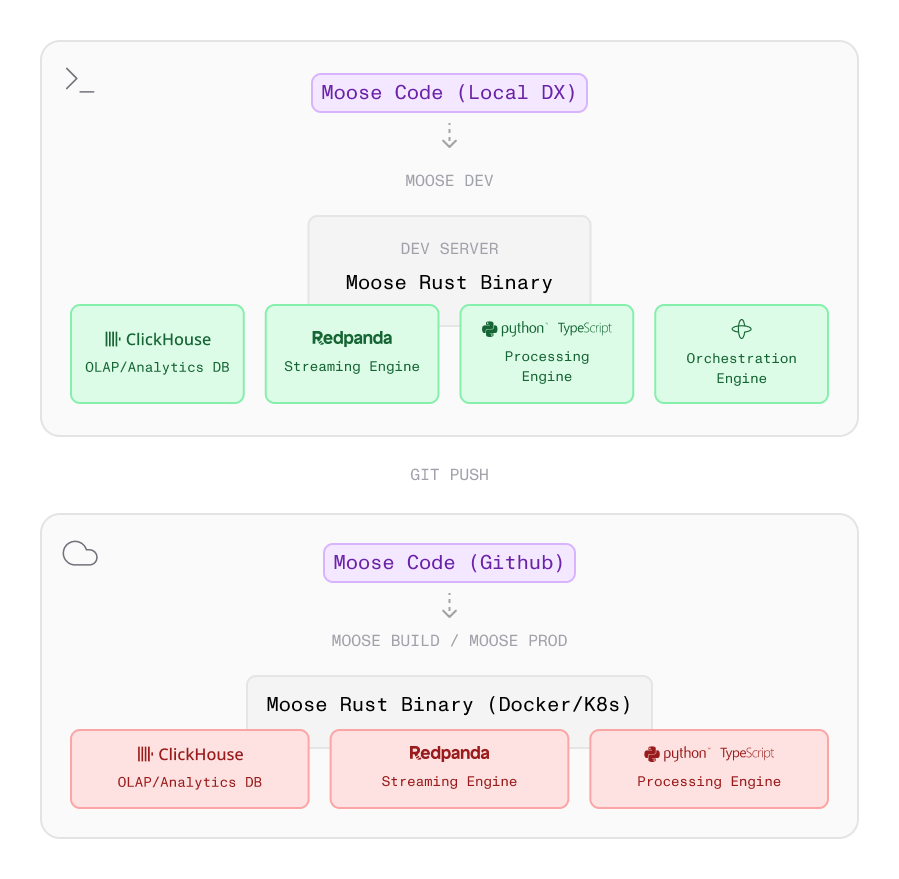 Moose Code (Local DX)
MOOSE DEV
DEV SERVER
Moose Rust Binary
ClickHouse
OLAP/Analytics DB
Redpanda
Streaming Engine
python™ TypeScript
Processing
Engine
Orchestration
Engine
GIT PUSH
Moose Code (Github)
MOOSE BUILD / MOOSE PROD
Moose Rust Binary (Docker/K8s)
ClickHouse
OLAP/Analytics DB
Redpanda
Streaming Engine
python™ TypeScript
Processing Engine